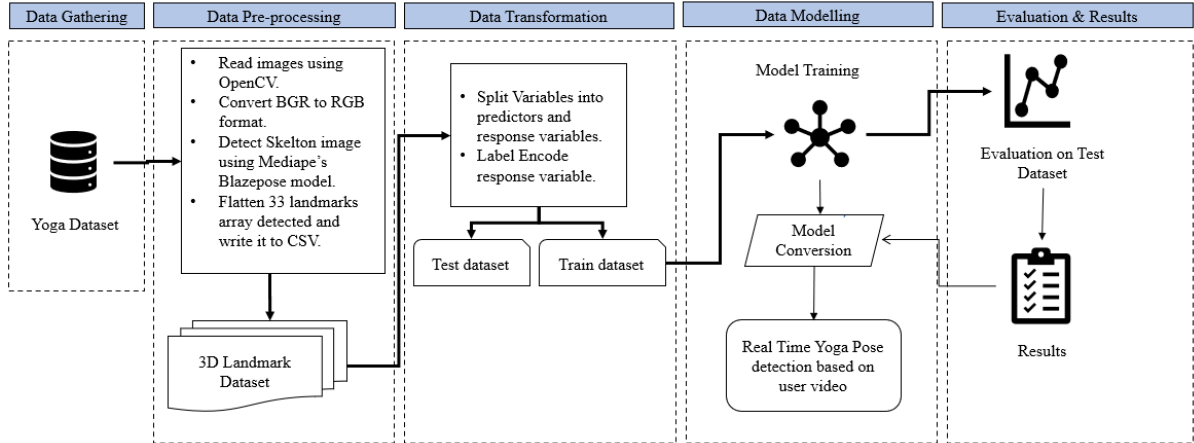 Data Gathering
Data Pre-processing
Data Transformation
Data Modelling
Evaluation & Results
Yoga Dataset
• Read images using
OpenCV.
• Convert BGR to RGB
format.
• Detect Skelton image
using Mediape's
Blazepose model.
• Flatten 33 landmarks
array detected and
write it to CSV.
3D Landmark
Dataset
• Split Variables into
predictors and
response variables.
• Label Encode
response variable.
Test dataset
Train dataset
Model Training
Model
Conversion
Real Time Yoga Pose
detection based on
user video
Evaluation on Test
Dataset
Results